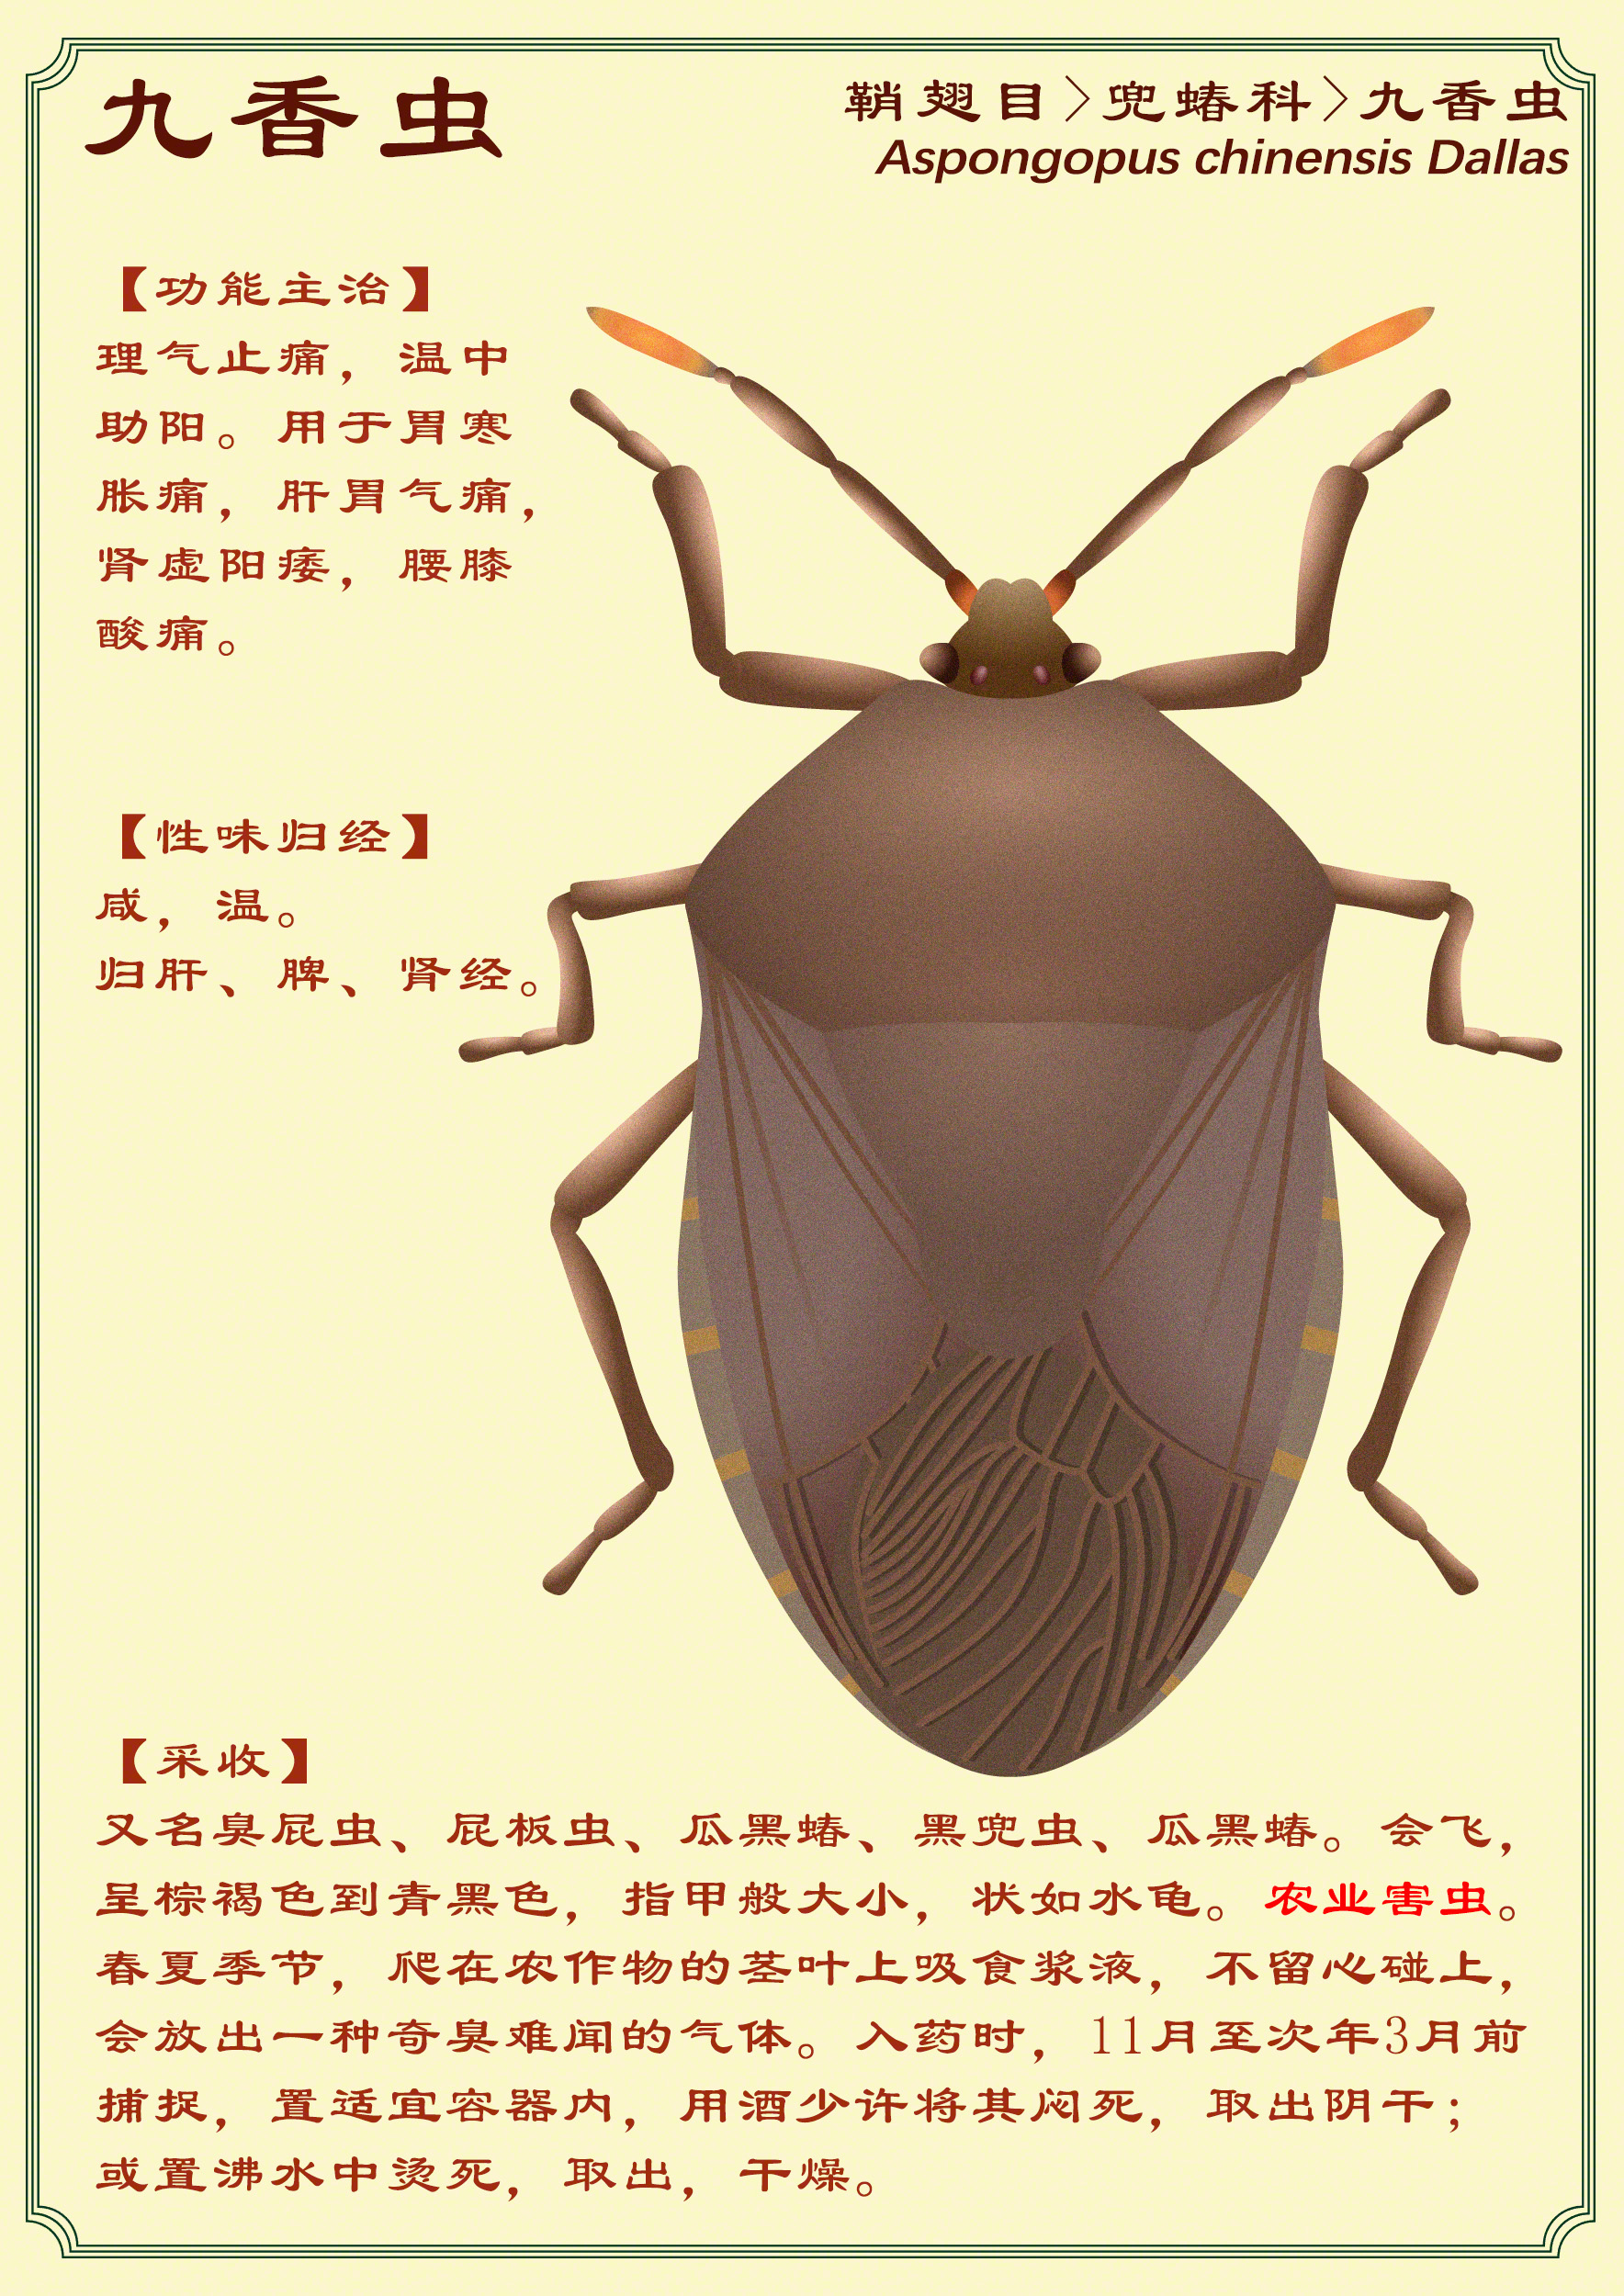 九香虫
鞘翅目〉兜蝽科〉九香虫
Aspongopus chinensis Dallas
【功能主治】
理气止痛，温中
助阳。用于胃寒
胀痛，肝胃气痛，
肾虚阳痿，腰膝
酸痛。
【性味归经】
咸，温。
归肝、脾、肾经。
【采收】
又名臭屁虫、屁板虫、瓜黑蝽、黑兜虫、瓜黑蝽。会飞，
呈棕褐色到青黑色，指甲般大小，状如水龟。农业害虫。
春夏季节，爬在农作物的茎叶上吸食浆液，不留心碰上，
会放出一种奇臭难闻的气体。入药时，11月至次年3月前
捕捉，置适宜容器内，用酒少许将其闷死，取出阴干；
或置沸水中烫死，取出，干燥。